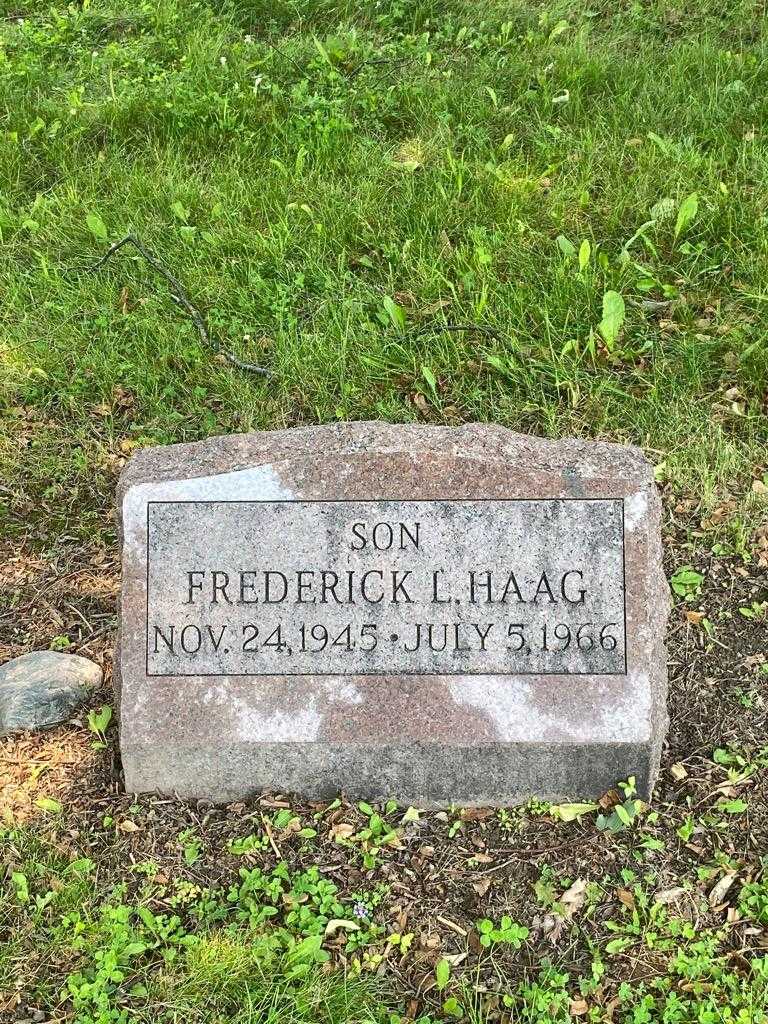 SON
FREDERICK L. HAAG
NOV. 24, 1945 • JULY 5, 1966